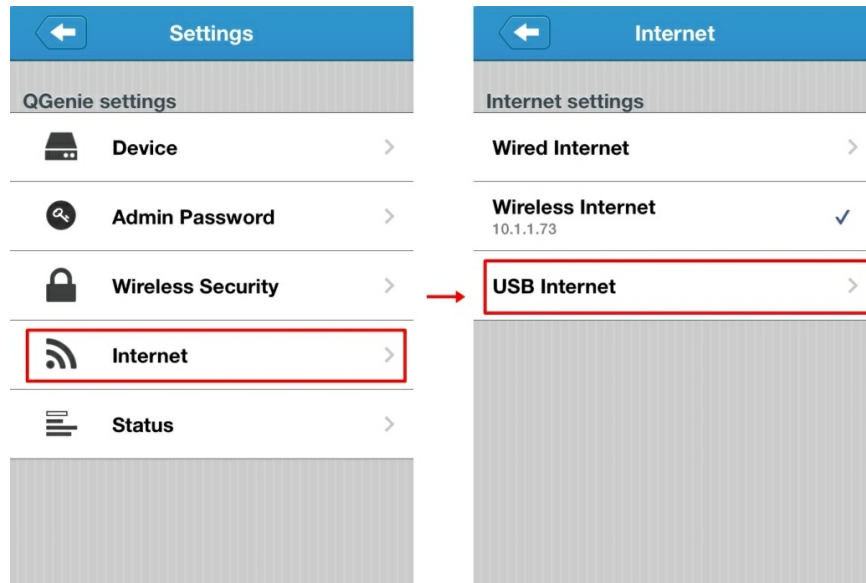 Settings
QGenie settings
Device
Admin Password
Wireless Security
Internet
Status
Internet
Internet settings
Wired Internet
Wireless Internet
10.1.1.73
USB Internet